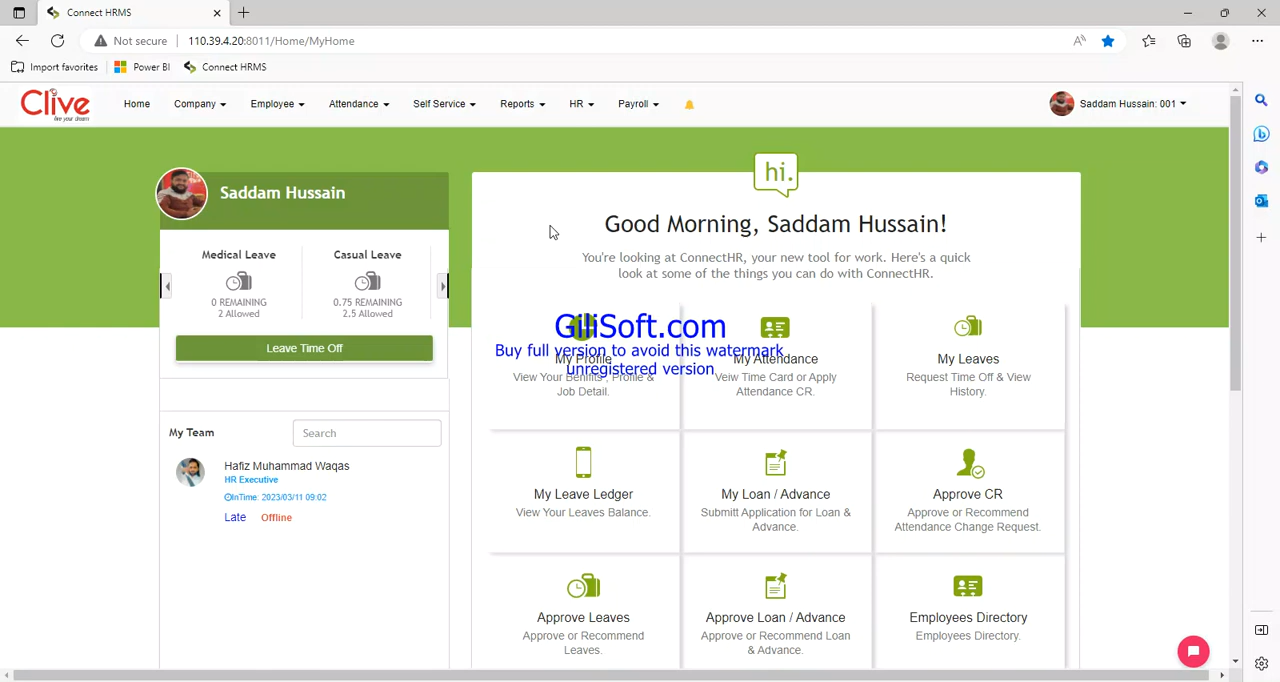 Connect HRMS
Not secure
110.39.4.20:8011/Home/MyHome
Import favorites
Power BI
Connect HRMS
Clive
live your dream
Home
Company
Employee
Attendance
Self Service
Reports
HR
Payroll
Saddam Hussain: 001
Saddam Hussain
Medical Leave
0 REMAINING
2 Allowed
Casual Leave
0.75 REMAINING
2.5 Allowed
Leave Time Off
My Team
Search
Hafiz Muhammad Waqas
HR Executive
InTime: 2023/03/11 09:02
Late Offline
hi.
Good Morning, Saddam Hussain!
You're looking at ConnectHR, your new tool for work. Here's a quick
look at some of the things you can do with ConnectHR.
GiliSoft.com
Buy full version to avoid this watermark
unregistered version
My Profile
View Your Benifits, Profile &
Job Detail.
My Attendance
Veiw Time Card or Apply
Attendance CR.
My Leaves
Request Time Off & View
History.
My Leave Ledger
View Your Leaves Balance.
My Loan / Advance
Submitt Application for Loan &
Advance.
Approve CR
Approve or Recommend
Attendance Change Request.
Approve Leaves
Approve or Recommend
Leaves.
Approve Loan / Advance
Approve or Recommend Loan
& Advance.
Employees Directory
Employees Directory.